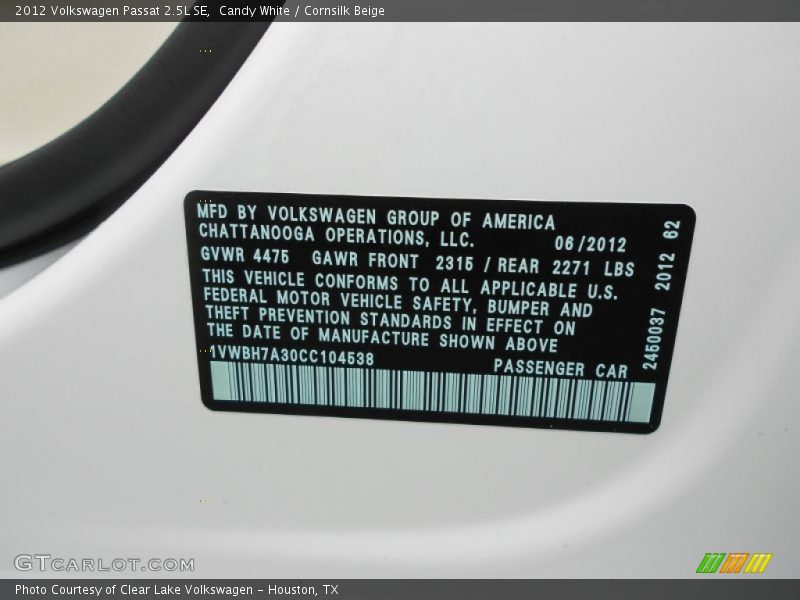 2012 Volkswagen Passat 2.5L SE, Candy White / Cornsilk Beige
MFD BY VOLKSWAGEN GROUP OF AMERICA
CHATTANOOGA OPERATIONS, LLC. 06/2012
GVWR 4475 GAWR FRONT 2315 / REAR 2271 LBS
THIS VEHICLE CONFORMS TO ALL APPLICABLE U.S.
FEDERAL MOTOR VEHICLE SAFETY, BUMPER AND
THEFT PREVENTION STANDARDS IN EFFECT ON
THE DATE OF MANUFACTURE SHOWN ABOVE
1VWBH7A30CC104538 PASSENGER CAR
2450037 2012 62
GTCARLOT.COM
Photo Courtesy of Clear Lake Volkswagen - Houston, TX